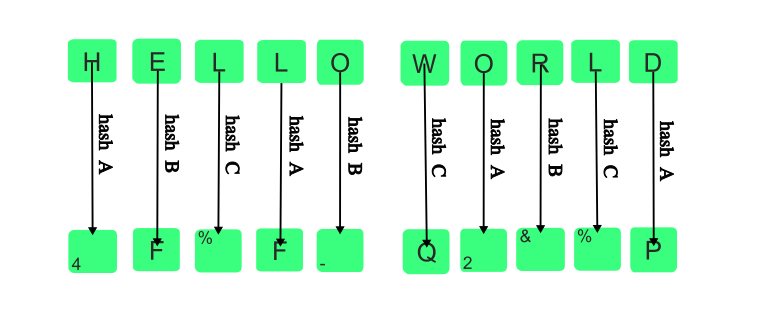 H E L L O W O R L D
hash A hash B hash C hash A hash B hash C hash A hash B hash C hash A
4 F % F - Q 2 & % P